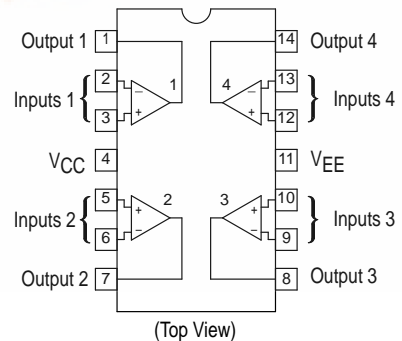 Output 1 1 14 Output 4
2 − 1 4 − 13
Inputs 1 { } Inputs 4
3 + + 12
VCC 4 11 VEE
5 + 2 3 + 10
Inputs 2 { } Inputs 3
6 − − 9
Output 2 7 8 Output 3
(Top View)